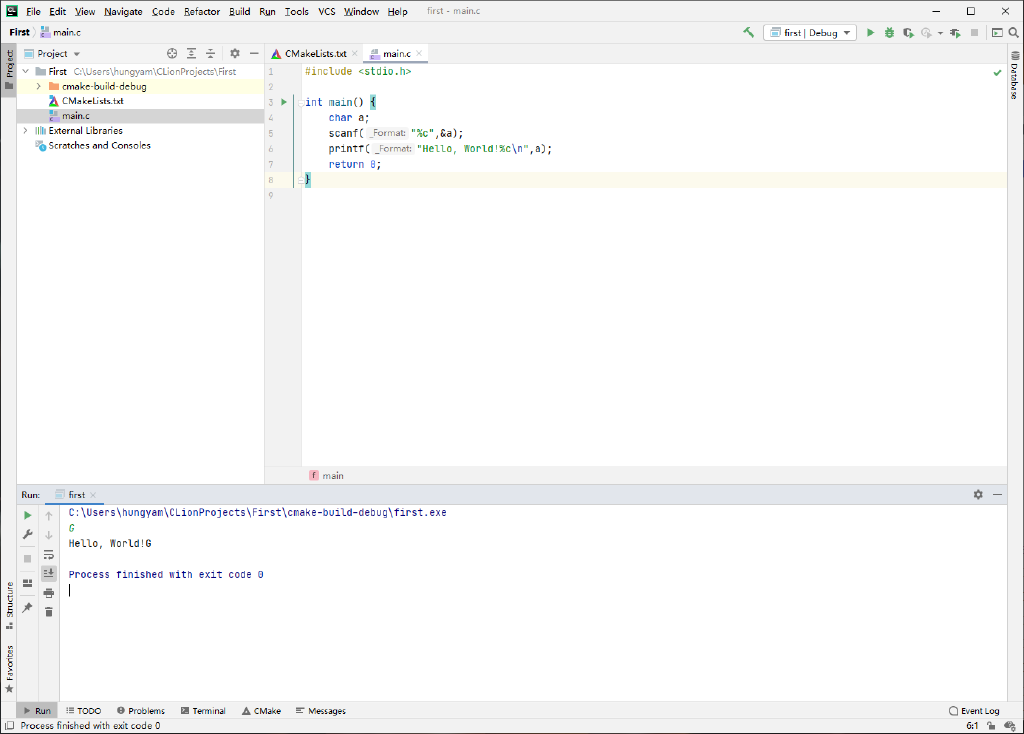 File Edit View Navigate Code Refactor Build Run Tools VCS Window Help first - main.c
First main.c first | Debug
Project
Project
First C:\Users\hungyam\CLionProjects\First
cmake-build-debug
CMakeLists.txt
main.c
External Libraries
Scratches and Consoles
CMakeLists.txt main.c
1 #include <stdio.h>
2
3 int main() {
4 char a;
5 scanf( _Format: "%c",&a);
6 printf( _Format: "Hello, World!%c\n",a);
7 return 0;
8 }
9
Database
f main
Run: first
C:\Users\hungyam\CLionProjects\First\cmake-build-debug\first.exe
G
Hello, World!G
Process finished with exit code 0
Structure
Favorites
Run TODO Problems Terminal CMake Messages Event Log
Process finished with exit code 0 6:1